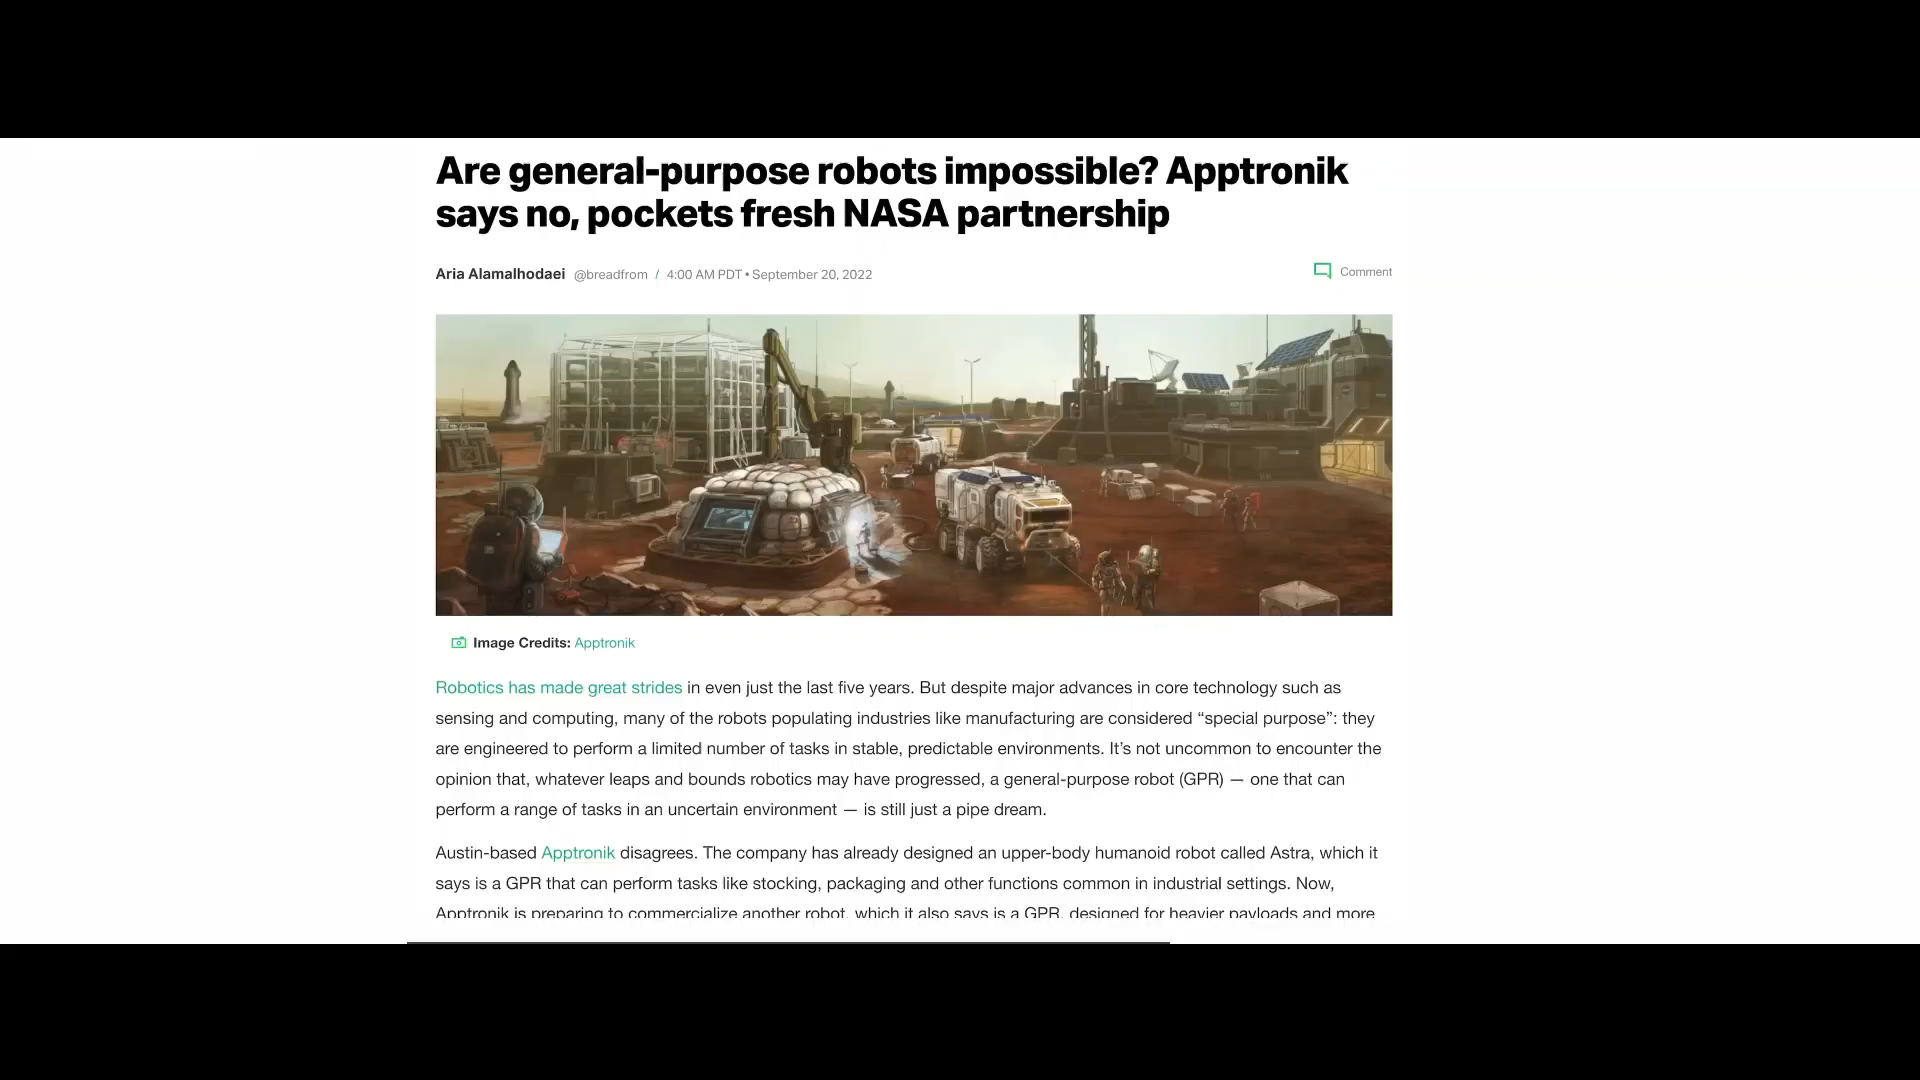 Are general-purpose robots impossible? Apptronik
says no, pockets fresh NASA partnership
Aria Alamalhodaei @breadfrom / 4:00 AM PDT • September 20, 2022
Comment
Image Credits: Apptronik
Robotics has made great strides in even just the last five years. But despite major advances in core technology such as
sensing and computing, many of the robots populating industries like manufacturing are considered “special purpose”: they
are engineered to perform a limited number of tasks in stable, predictable environments. It’s not uncommon to encounter the
opinion that, whatever leaps and bounds robotics may have progressed, a general-purpose robot (GPR) — one that can
perform a range of tasks in an uncertain environment — is still just a pipe dream.
Austin-based Apptronik disagrees. The company has already designed an upper-body humanoid robot called Astra, which it
says is a GPR that can perform tasks like stocking, packaging and other functions common in industrial settings. Now,
Apptronik is preparing to commercialize another robot, which it also says is a GPR, designed for heavier payloads and more